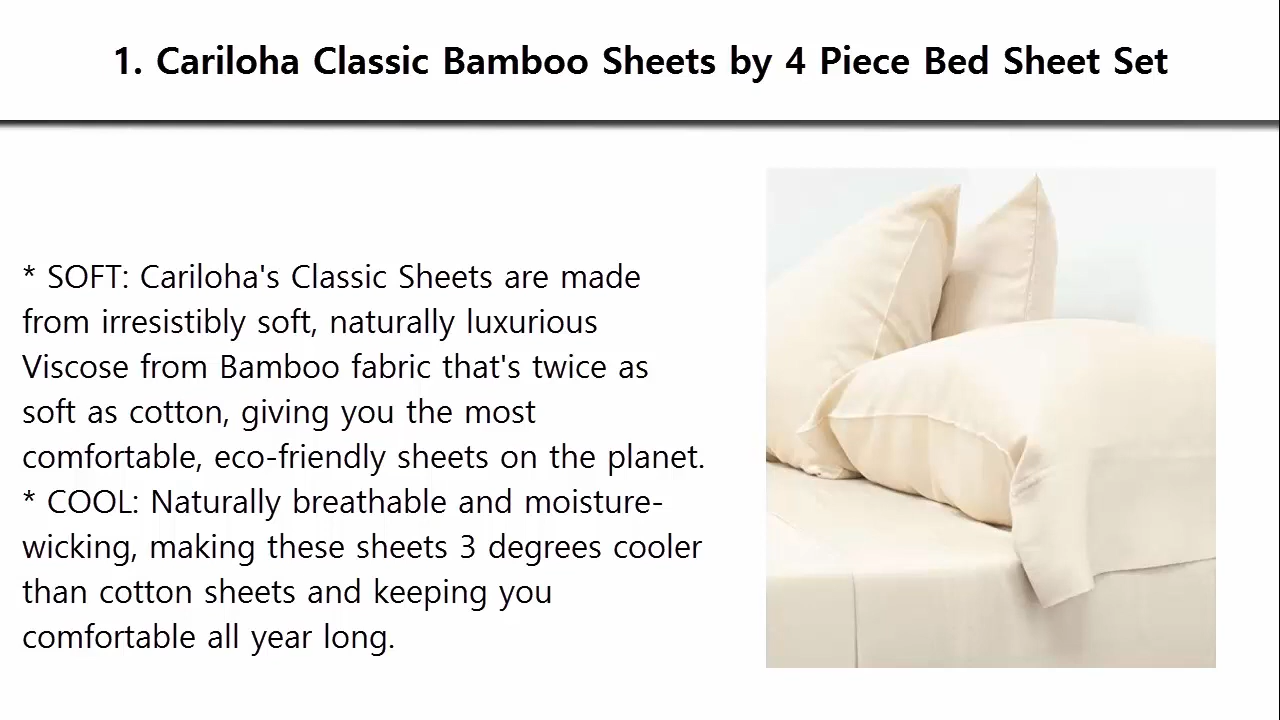 1. Cariloha Classic Bamboo Sheets by 4 Piece Bed Sheet Set
* SOFT: Cariloha's Classic Sheets are made
from irresistibly soft, naturally luxurious
Viscose from Bamboo fabric that's twice as
soft as cotton, giving you the most
comfortable, eco-friendly sheets on the planet.
* COOL: Naturally breathable and moisture-
wicking, making these sheets 3 degrees cooler
than cotton sheets and keeping you
comfortable all year long.